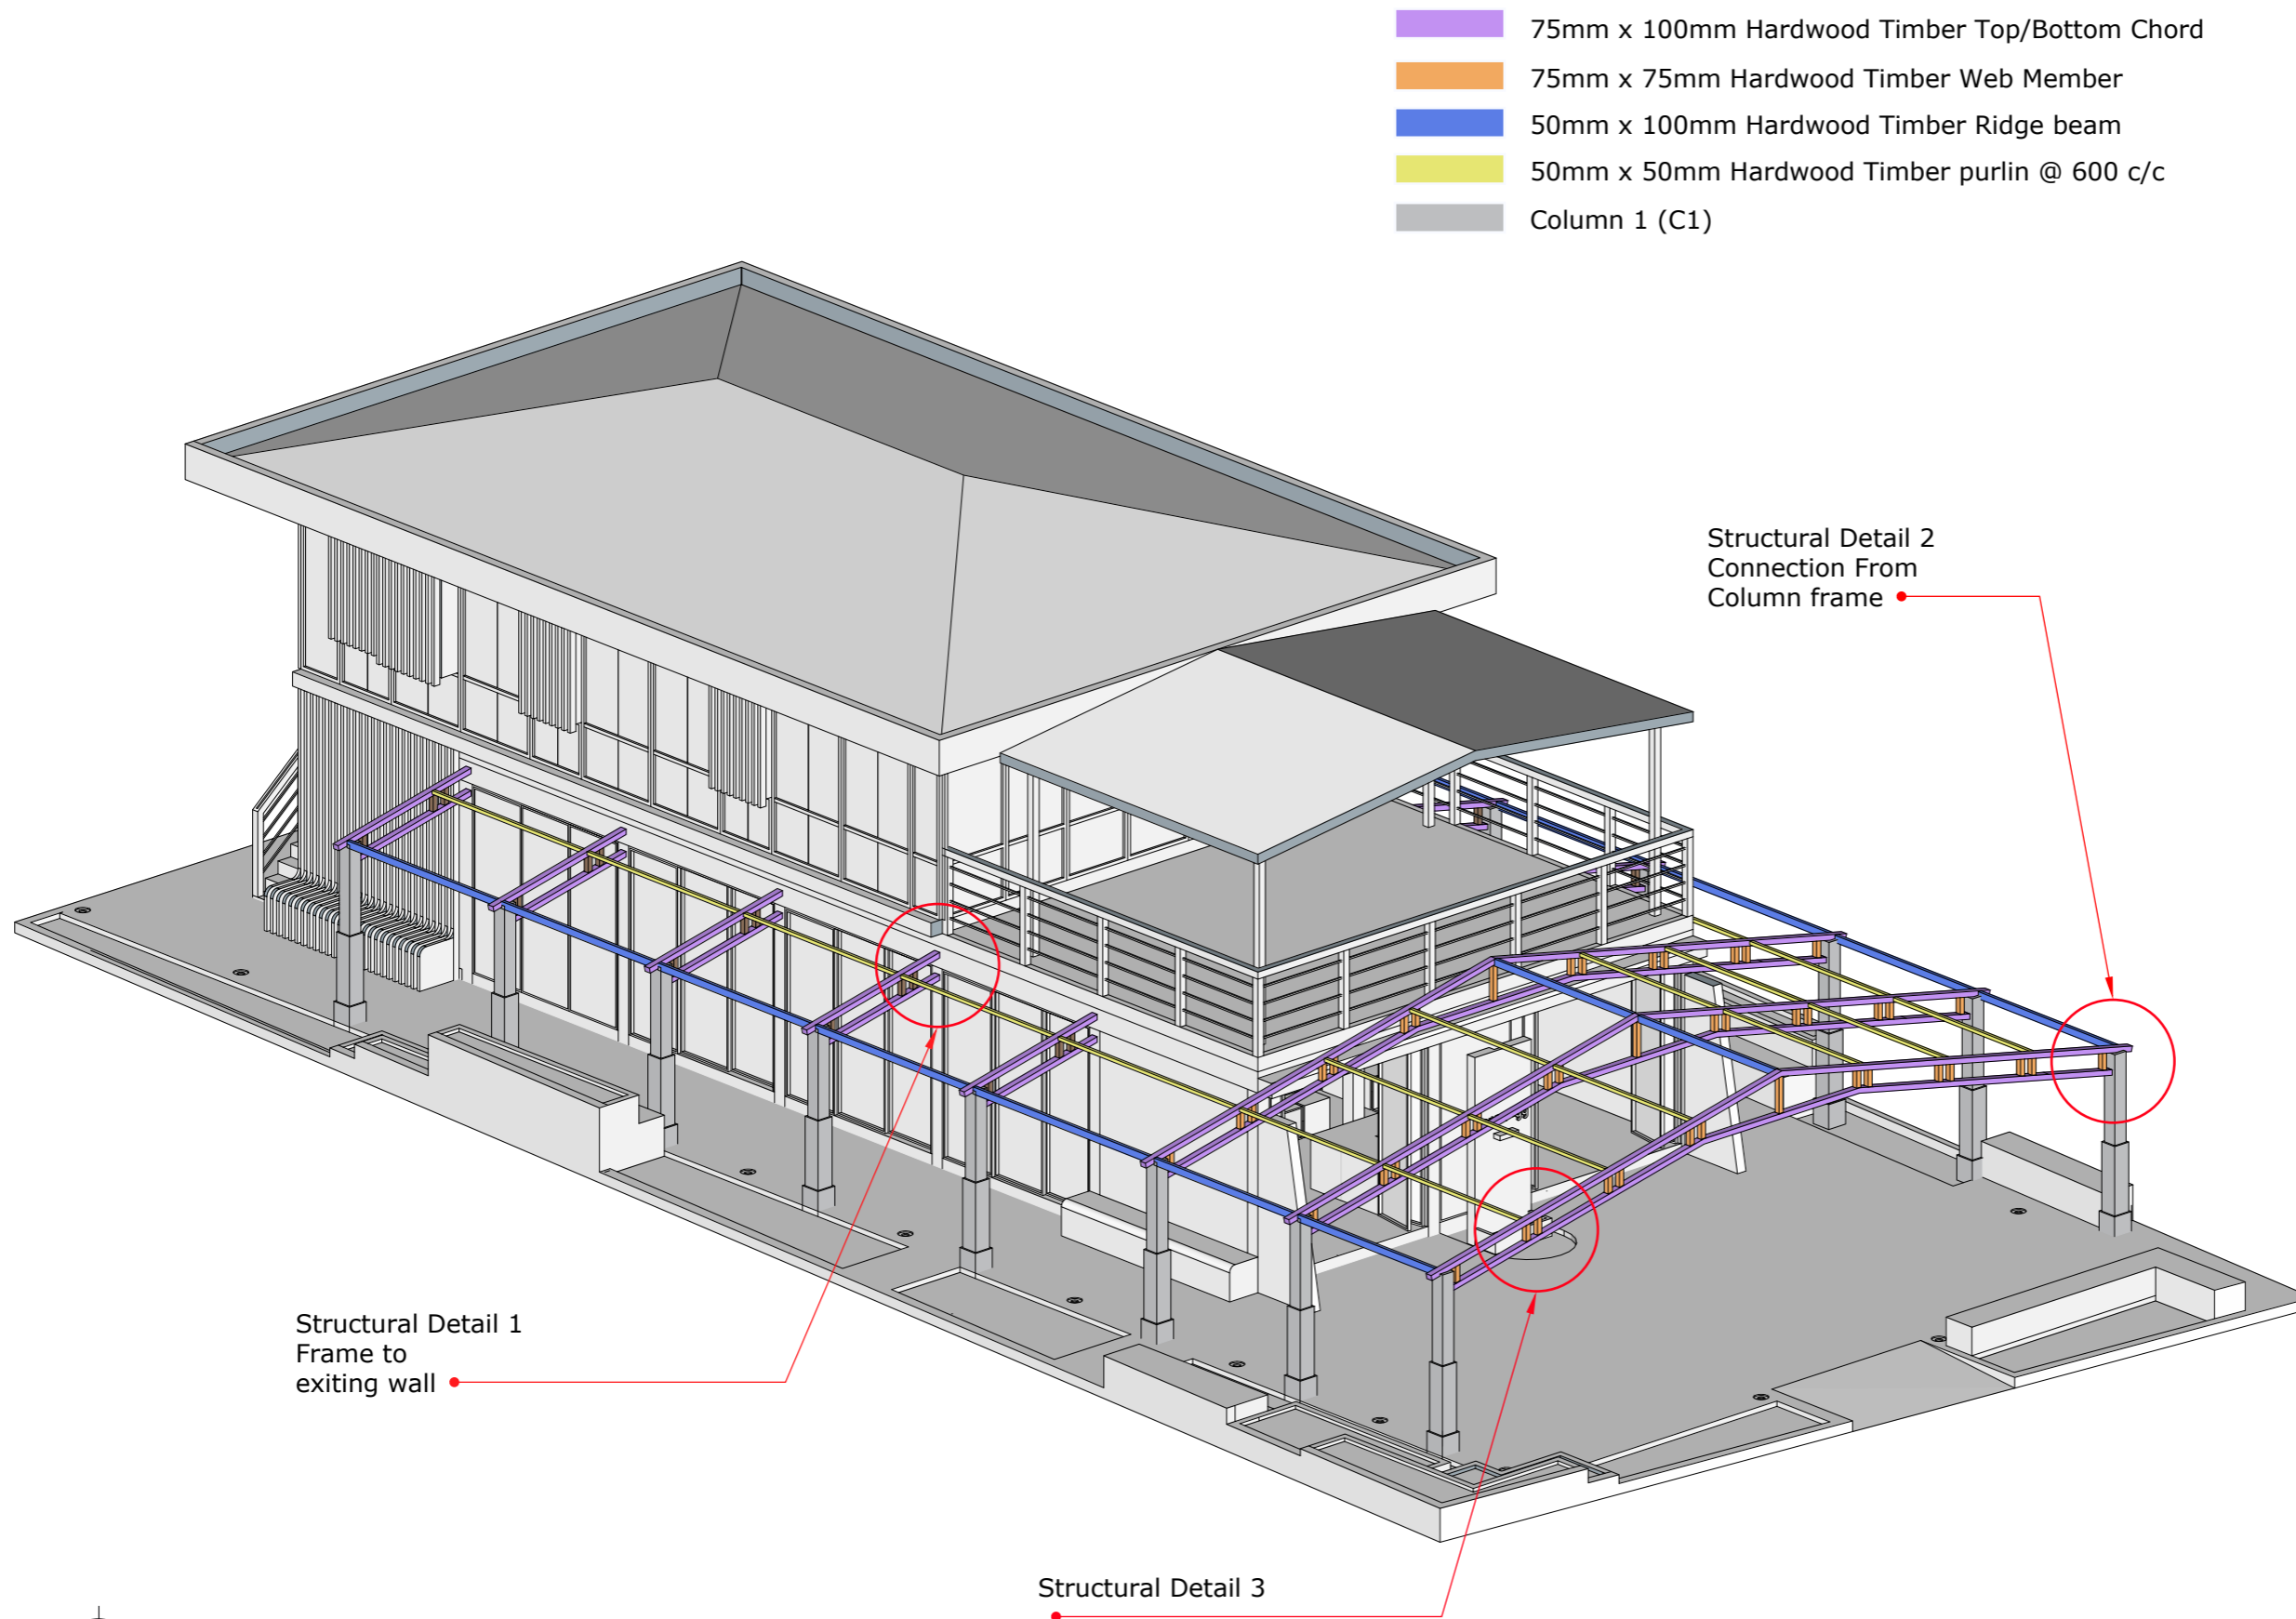 75mm x 100mm Hardwood Timber Top/Bottom Chord
75mm x 75mm Hardwood Timber Web Member
50mm x 100mm Hardwood Timber Ridge beam
50mm x 50mm Hardwood Timber purlin @ 600 c/c
Column 1 (C1)
Structural Detail 2
Connection From
Column frame
Structural Detail 1
Frame to
exiting wall
Structural Detail 3